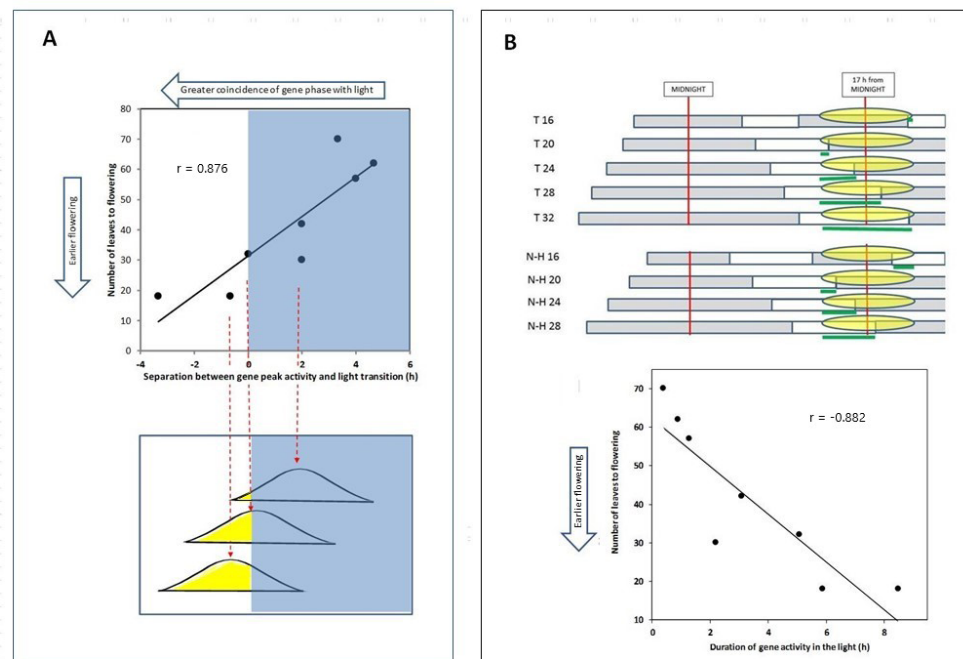 A
Greater coincidence of gene phase with light
80
70
60
50
40
30
20
10
0
r = 0.876
Earlier flowering
Number of leaves to flowering
-4
-2
0
2
4
6
Separation between gene peak activity and light transition (h)
B
MIDNIGHT
17 h from
MIDNIGHT
T 16
T 20
T 24
T 28
T 32
N-H 16
N-H 20
N-H 24
N-H 28
70
60
50
40
30
20
10
r = -0.882
Earlier flowering
Number of leaves to flowering
0
2
4
6
8
Duration of gene activity in the light (h)